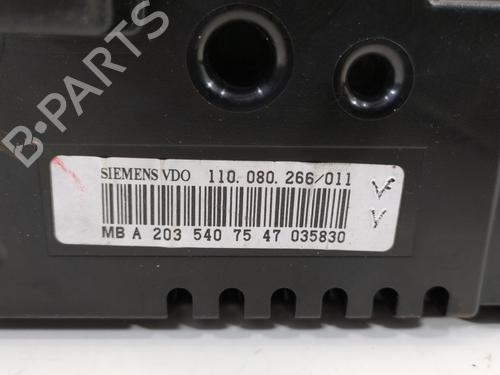 B-PARTS
SIEMENS VDO 110.080.266/011
MB A 203 540 75 47 035830